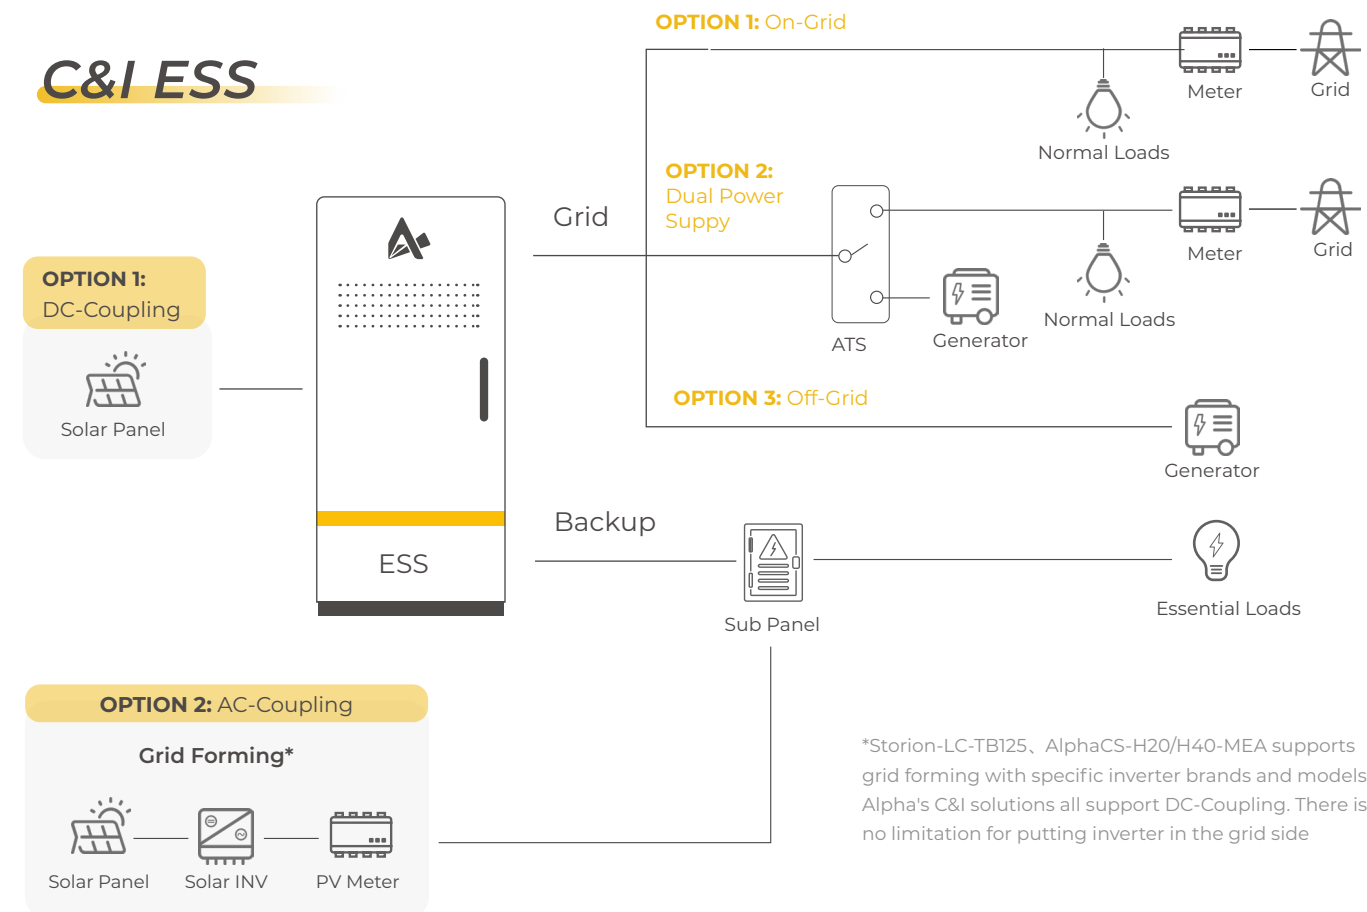 C&I ESS
OPTION 1: On-Grid
Meter
Grid
Normal Loads
OPTION 2:
Dual Power
Suppy
Grid
Meter
Grid
Normal Loads
Generator
ATS
OPTION 1:
DC-Coupling
Solar Panel
OPTION 3: Off-Grid
Generator
Backup
ESS
Sub Panel
Essential Loads
OPTION 2: AC-Coupling
Grid Forming*
Solar Panel
Solar INV
PV Meter
*Storion-LC-TB125、AlphaCS-H20/H40-MEA supports
grid forming with specific inverter brands and models
Alpha's C&I solutions all support DC-Coupling. There is
no limitation for putting inverter in the grid side